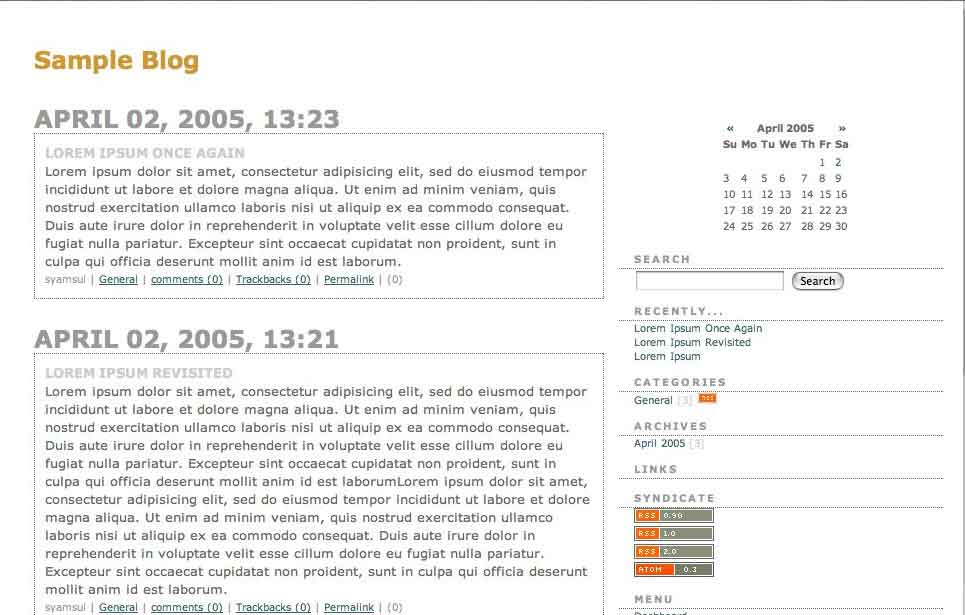 Sample Blog
APRIL 02, 2005, 13:23
LOREM IPSUM ONCE AGAIN
Lorem ipsum dolor sit amet, consectetur adipisicing elit, sed do eiusmod tempor
incididunt ut labore et dolore magna aliqua. Ut enim ad minim veniam, quis
nostrud exercitation ullamco laboris nisi ut aliquip ex ea commodo consequat.
Duis aute irure dolor in reprehenderit in voluptate velit esse cillum dolore eu
fugiat nulla pariatur. Excepteur sint occaecat cupidatat non proident, sunt in
culpa qui officia deserunt mollit anim id est laborum.
syamsul | General | comments (0) | Trackbacks (0) | Permalink | (0)
APRIL 02, 2005, 13:21
LOREM IPSUM REVISITED
Lorem ipsum dolor sit amet, consectetur adipisicing elit, sed do eiusmod tempor
incididunt ut labore et dolore magna aliqua. Ut enim ad minim veniam, quis
nostrud exercitation ullamco laboris nisi ut aliquip ex ea commodo consequat.
Duis aute irure dolor in reprehenderit in voluptate velit esse cillum dolore eu
fugiat nulla pariatur. Excepteur sint occaecat cupidatat non proident, sunt in
culpa qui officia deserunt mollit anim id est laborumLorem ipsum dolor sit amet,
consectetur adipisicing elit, sed do eiusmod tempor incididunt ut labore et dolore
magna aliqua. Ut enim ad minim veniam, quis nostrud exercitation ullamco
laboris nisi ut aliquip ex ea commodo consequat. Duis aute irure dolor in
reprehenderit in voluptate velit esse cillum dolore eu fugiat nulla pariatur.
Excepteur sint occaecat cupidatat non proident, sunt in culpa qui officia deserunt
mollit anim id est laborum.
syamsul | General | comments (0) | Trackbacks (0) | Permalink | (0)
« April 2005 »
Su Mo Tu We Th Fr Sa
1 2
3 4 5 6 7 8 9
10 11 12 13 14 15 16
17 18 19 20 21 22 23
24 25 26 27 28 29 30
SEARCH
Search
RECENTLY...
Lorem Ipsum Once Again
Lorem Ipsum Revisited
Lorem Ipsum
CATEGORIES
General [3] RSS
ARCHIVES
April 2005 [3]
LINKS
SYNDICATE
RSS 0.90
RSS 1.0
RSS 2.0
ATOM 0.3
MENU
Dashboard